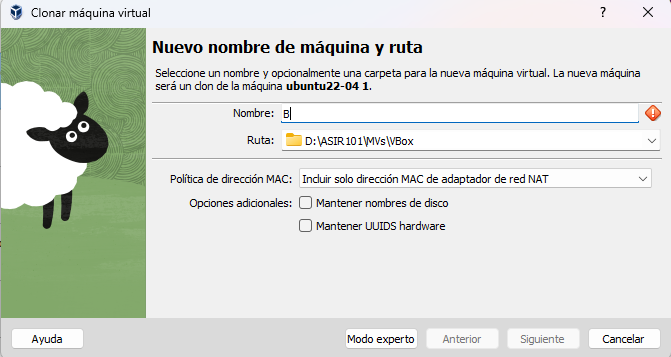 Clonar máquina virtual
Nuevo nombre de máquina y ruta
Seleccione un nombre y opcionalmente una carpeta para la nueva máquina virtual. La nueva máquina
será un clon de la máquina ubuntu22-04 1.
Nombre: B
Ruta: D:\ASIR101\MVs\VBox
Política de dirección MAC: Incluir solo dirección MAC de adaptador de red NAT
Opciones adicionales: Mantener nombres de disco
Mantener UUIDS hardware
Ayuda Modo experto Anterior Siguiente Cancelar